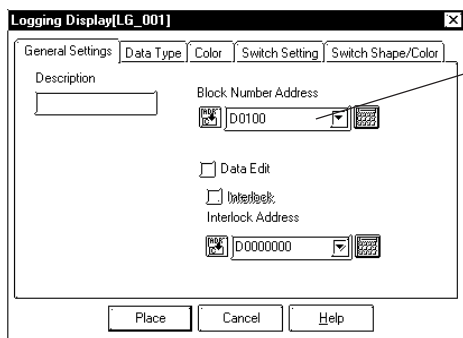 Logging Display[LG_001]
General Settings Data Type Color Switch Setting Switch Shape/Color
Description
Block Number Address
D0100
Data Edit
Interlock
Interlock Address
D0000000
Place Cancel Help